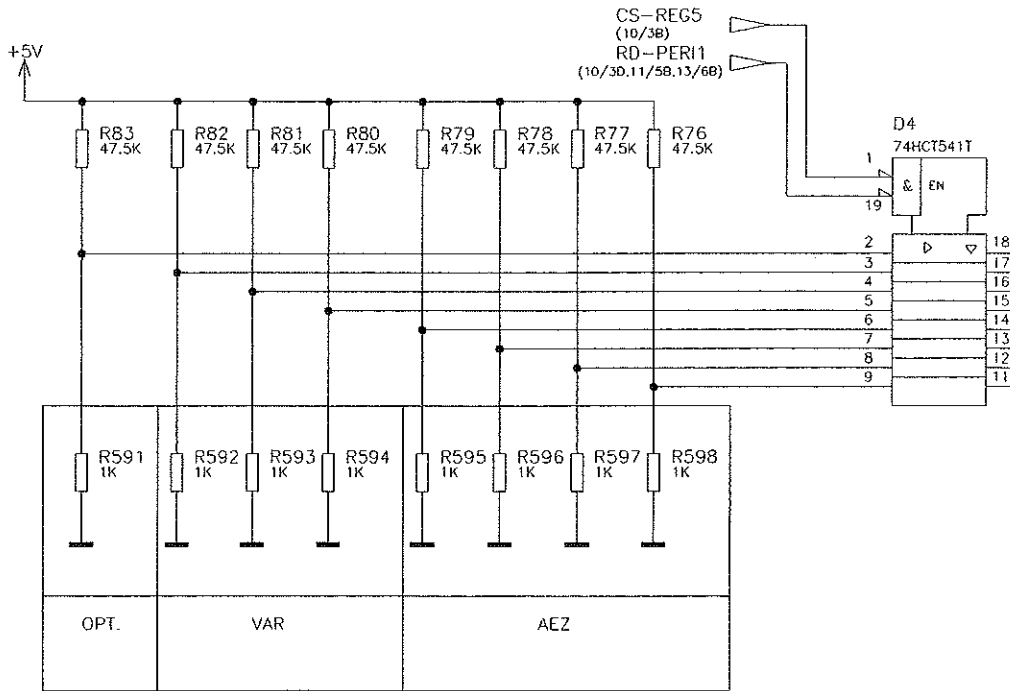 CS-REG5
(10/3B)
RD-PERI1
(10/3D,11/5B,13/6B)
+5V
R83
47.5K
R82
47.5K
R81
47.5K
R80
47.5K
R79
47.5K
R78
47.5K
R77
47.5K
R76
47.5K
D4
74HCT541T
1
&
EN
19
2
18
3
17
4
16
5
15
6
14
7
13
8
12
9
11
R591
1K
R592
1K
R593
1K
R594
1K
R595
1K
R596
1K
R597
1K
R598
1K
OPT.
VAR
AEZ